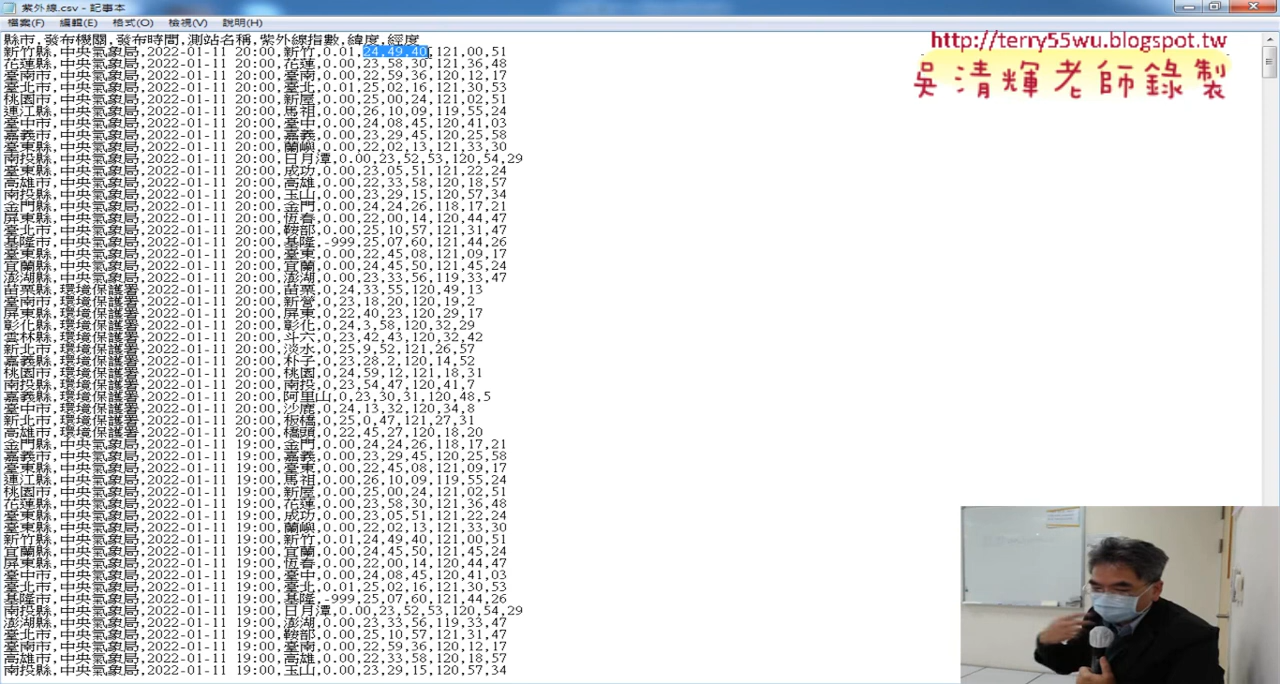 紫外線.csv - 記事本
檔案(F) 編輯(E) 格式(O) 檢視(V) 說明(H)
縣市,發布機關,發布時間,測站名稱,紫外線指數,緯度,經度
新竹縣,中央氣象局,2022-01-11 20:00,新竹,0.01,24,49,40,121,00,51
花蓮縣,中央氣象局,2022-01-11 20:00,花蓮,0.00,23,58,30,121,36,48
臺南市,中央氣象局,2022-01-11 20:00,臺南,0.00,22,59,36,120,12,17
臺北市,中央氣象局,2022-01-11 20:00,臺北,0.01,25,02,16,121,30,53
桃園市,中央氣象局,2022-01-11 20:00,新屋,0.00,25,00,24,121,02,51
連江縣,中央氣象局,2022-01-11 20:00,馬祖,0.00,26,10,09,119,55,24
臺中市,中央氣象局,2022-01-11 20:00,臺中,0.00,24,08,45,120,41,03
嘉義縣,中央氣象局,2022-01-11 20:00,嘉義,0.00,23,29,45,120,25,58
臺東縣,中央氣象局,2022-01-11 20:00,蘭嶼,0.00,22,02,13,121,33,30
南投縣,中央氣象局,2022-01-11 20:00,日月潭,0.00,23,52,53,120,54,29
臺東縣,中央氣象局,2022-01-11 20:00,成功,0.00,23,05,51,121,22,24
高雄市,中央氣象局,2022-01-11 20:00,高雄,0.00,22,33,58,120,18,57
南投縣,中央氣象局,2022-01-11 20:00,玉山,0.00,23,29,15,120,57,34
金門縣,中央氣象局,2022-01-11 20:00,金門,0.00,24,24,26,118,17,21
屏東縣,中央氣象局,2022-01-11 20:00,恆春,0.00,22,00,14,120,44,47
臺北市,中央氣象局,2022-01-11 20:00,鞍部,0.00,25,10,57,121,31,47
基隆市,中央氣象局,2022-01-11 20:00,基隆,-999,25,07,60,121,44,26
臺東縣,中央氣象局,2022-01-11 20:00,臺東,0.00,22,45,08,121,09,17
宜蘭縣,中央氣象局,2022-01-11 20:00,宜蘭,0.00,24,45,50,121,45,24
澎湖縣,中央氣象局,2022-01-11 20:00,澎湖,0.00,23,33,56,119,33,47
苗栗縣,環境保護署,2022-01-11 20:00,苗栗,0,24,33,55,120,49,13
臺南市,環境保護署,2022-01-11 20:00,新營,0,23,18,20,120,19,2
屏東縣,環境保護署,2022-01-11 20:00,屏東,0,22,40,23,120,29,17
彰化縣,環境保護署,2022-01-11 20:00,彰化,0,24,3,58,120,32,29
雲林縣,環境保護署,2022-01-11 20:00,斗六,0,23,42,43,120,32,42
新北市,環境保護署,2022-01-11 20:00,淡水,0,25,9,52,121,26,57
嘉義縣,環境保護署,2022-01-11 20:00,朴子,0,23,28,2,120,14,52
桃園市,環境保護署,2022-01-11 20:00,桃園,0,24,59,12,121,18,31
南投縣,環境保護署,2022-01-11 20:00,南投,0,23,54,47,120,41,7
嘉義縣,環境保護署,2022-01-11 20:00,阿里山,0,23,30,31,120,48,5
臺中市,環境保護署,2022-01-11 20:00,沙鹿,0,24,13,32,120,34,8
新北市,環境保護署,2022-01-11 20:00,板橋,0,25,0,47,121,27,31
高雄市,環境保護署,2022-01-11 20:00,橋頭,0,22,45,27,120,18,20
金門縣,中央氣象局,2022-01-11 19:00,金門,0.00,24,24,26,118,17,21
嘉義縣,中央氣象局,2022-01-11 19:00,嘉義,0.00,23,29,45,120,25,58
臺東縣,中央氣象局,2022-01-11 19:00,臺東,0.00,22,45,08,121,09,17
連江縣,中央氣象局,2022-01-11 19:00,馬祖,0.00,26,10,09,119,55,24
桃園市,中央氣象局,2022-01-11 19:00,新屋,0.00,25,00,24,121,02,51
花蓮縣,中央氣象局,2022-01-11 19:00,花蓮,0.00,23,58,30,121,36,48
臺東縣,中央氣象局,2022-01-11 19:00,成功,0.00,23,05,51,121,22,24
臺東縣,中央氣象局,2022-01-11 19:00,蘭嶼,0.00,22,02,13,121,33,30
新竹縣,中央氣象局,2022-01-11 19:00,新竹,0.00,24,49,40,121,00,51
宜蘭縣,中央氣象局,2022-01-11 19:00,宜蘭,0.00,24,45,50,121,45,24
屏東縣,中央氣象局,2022-01-11 19:00,恆春,0.00,22,00,14,120,44,47
臺中市,中央氣象局,2022-01-11 19:00,臺中,0.00,24,08,45,120,41,03
臺北市,中央氣象局,2022-01-11 19:00,臺北,0.01,25,02,16,121,30,53
基隆市,中央氣象局,2022-01-11 19:00,基隆,-999,25,07,60,121,44,26
南投縣,中央氣象局,2022-01-11 19:00,日月潭,0.00,23,52,53,120,54,29
澎湖縣,中央氣象局,2022-01-11 19:00,澎湖,0.00,23,33,56,119,33,47
臺北市,中央氣象局,2022-01-11 19:00,鞍部,0.00,25,10,57,121,31,47
臺南市,中央氣象局,2022-01-11 19:00,臺南,0.00,22,59,36,120,12,17
高雄市,中央氣象局,2022-01-11 19:00,高雄,0.00,22,33,58,120,18,57
南投縣,中央氣象局,2022-01-11 19:00,玉山,0.00,23,29,15,120,57,34
http://terry55wu.blogspot.tw
吳清輝老師錄製